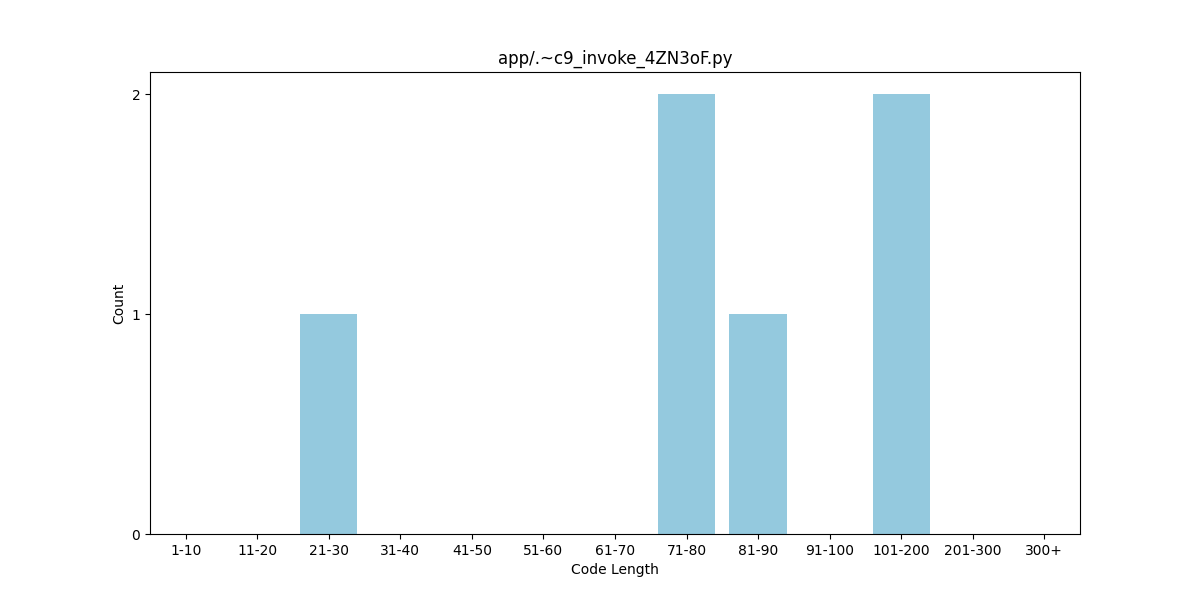 app/.~c9_invoke_4ZN3oF.py
2
1
0
Count
1-10 11-20 21-30 31-40 41-50 51-60 61-70 71-80 81-90 91-100 101-200 201-300 300+
Code Length